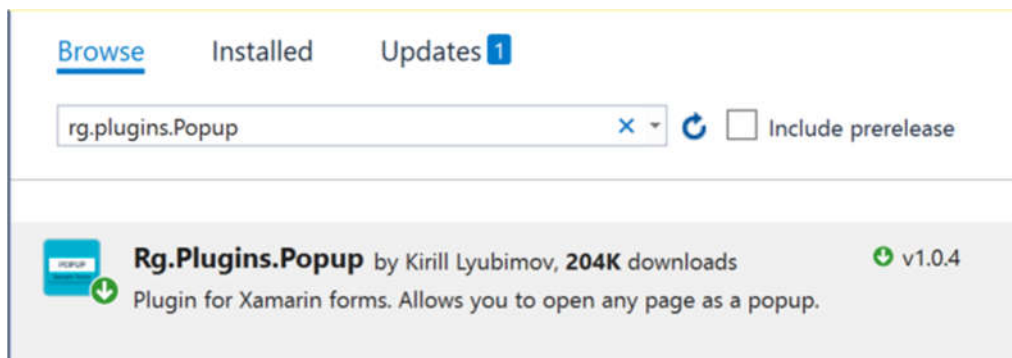 Browse Installed Updates 1
rg.plugins.Popup Include prerelease
POPUP
Rg.Plugins.Popup by Kirill Lyubimov, 204K downloads v1.0.4
Plugin for Xamarin forms. Allows you to open any page as a popup.